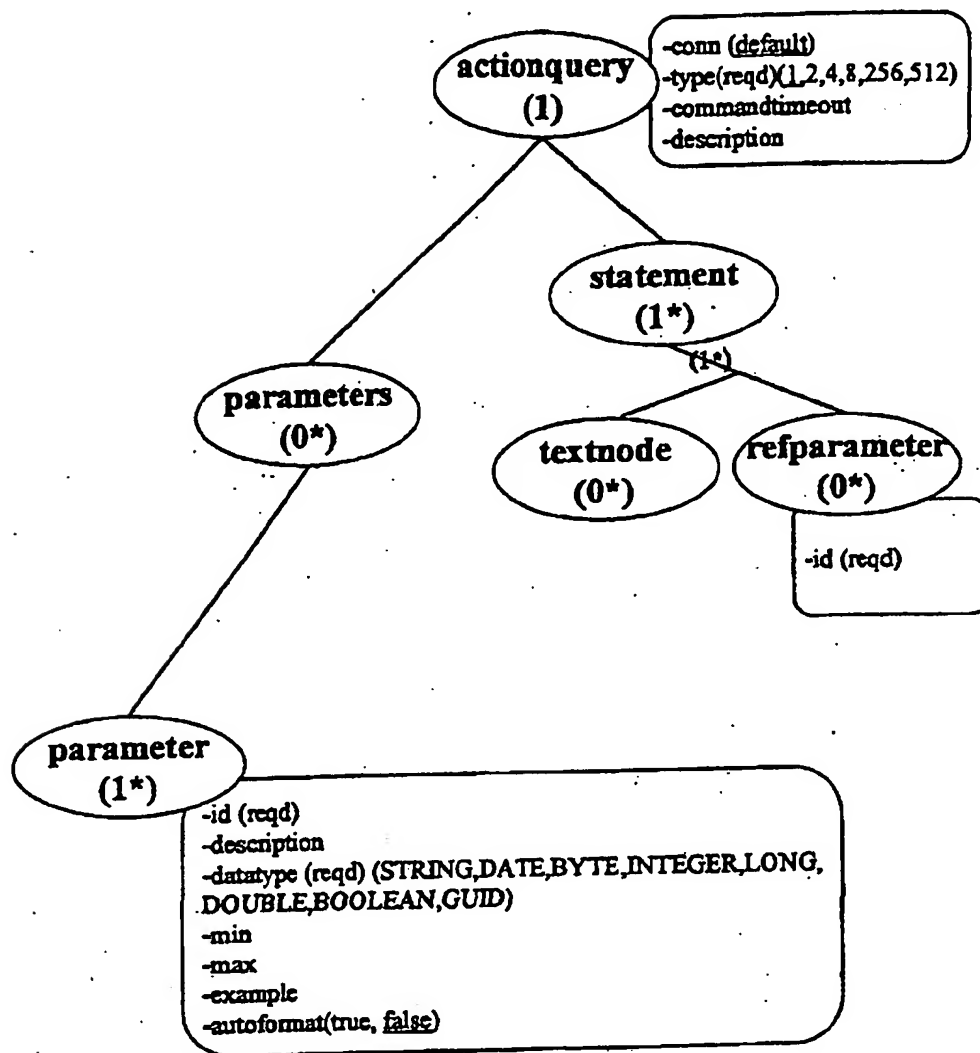 actionquery
(1)
-conn (default)
-type(reqd)(1,2,4,8,256,512)
-commandtimeout
-description
statement
(1*)
(1*)
parameters
(0*)
textnode
(0*)
refparameter
(0*)
-id (reqd)
parameter
(1*)
-id (reqd)
-description
-datatype (reqd) (STRING,DATE,BYTE,INTEGER,LONG,
DOUBLE,BOOLEAN,GUID)
-min
-max
-example
-autoformat(true, false)